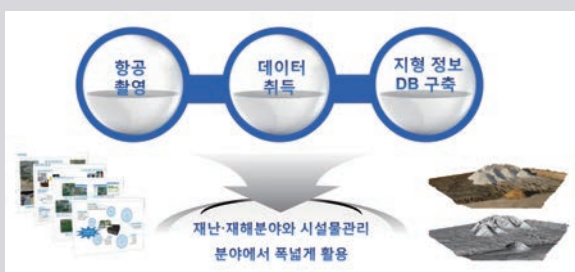 항공
촬영
데이터
취득
지형 정보
DB 구축
재난·재해분야와 시설물관리
분야에서 폭넓게 활용